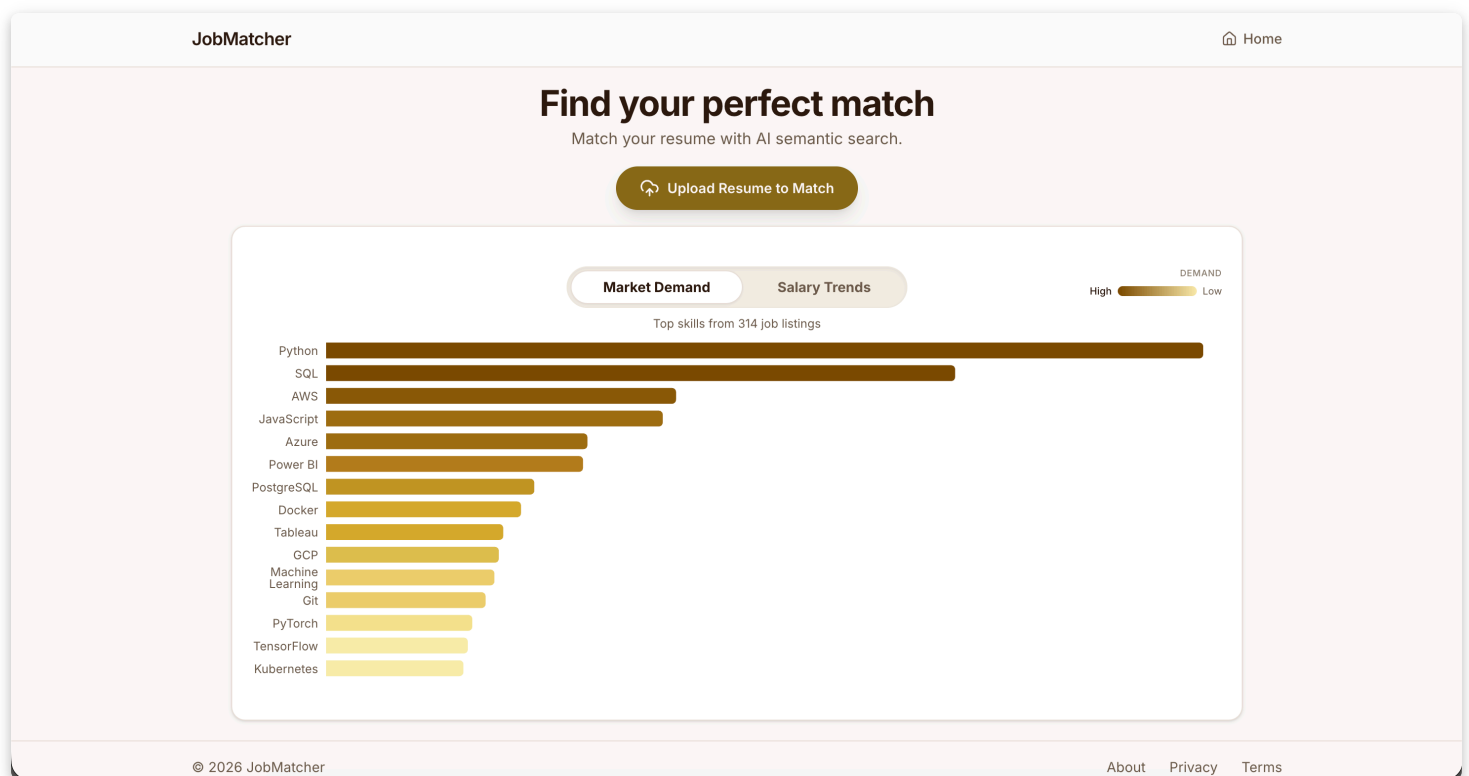 JobMatcher
Home
Find your perfect match
Match your resume with AI semantic search.
Upload Resume to Match
Market Demand
Salary Trends
DEMAND
High
Low
Top skills from 314 job listings
Python
SQL
AWS
JavaScript
Azure
Power BI
PostgreSQL
Docker
Tableau
GCP
Machine
Learning
Git
PyTorch
TensorFlow
Kubernetes
© 2026 JobMatcher
About
Privacy
Terms